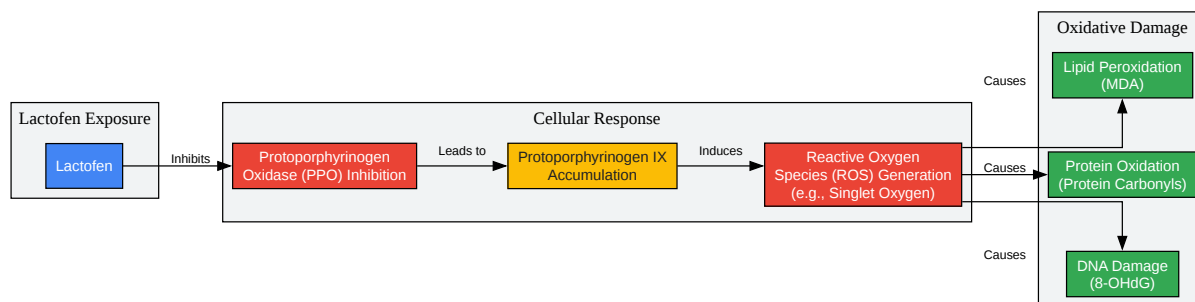 Oxidative Damage
Causes
Lipid Peroxidation
(MDA)
Lactofen Exposure
Cellular Response
Lactofen
Inhibits
Protoporphyrinogen
Oxidase (PPO) Inhibition
Leads to
Protoporphyrinogen IX
Accumulation
Induces
Reactive Oxygen
Species (ROS) Generation
(e.g., Singlet Oxygen)
Causes
Protein Oxidation
(Protein Carbonyls)
Causes
DNA Damage
(8-OHdG)